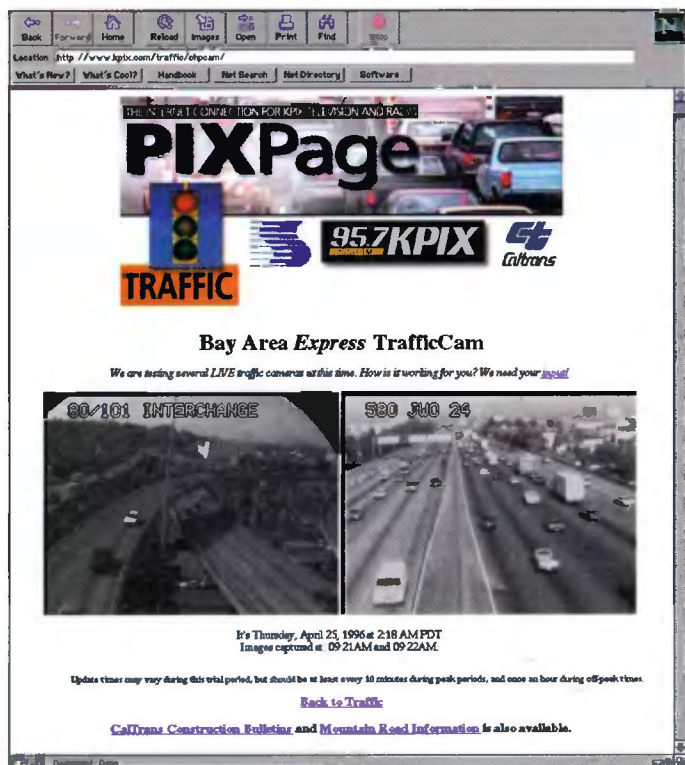 Back Forward Home Reload Images Open Print Find Stop
Location http://www.kpix.com/traffic/chpcam/
What's New? What's Cool? Handbook Net Search Net Directory Software
THE INTERNET CONNECTION FOR KPIX TELEVISION AND RADIO
PIXPage
TRAFFIC
5
95.7 KPIX
Caltrans
Bay Area Express TrafficCam
We are testing several LIVE traffic cameras at this time. How is it working for you? We need your input!
80/101 INTERCHANGE
580 JWO 24
It's Thursday, April 25, 1996 at 2:18 AM PDT
Images captured at 09:21AM and 09:22AM.
Update times may vary during this trial period, but should be at least every 10 minutes during peak periods, and once an hour during off-peak times.
Back to Traffic
CalTrans Construction Bulletins and Mountain Road Information is also available.
Document: Done